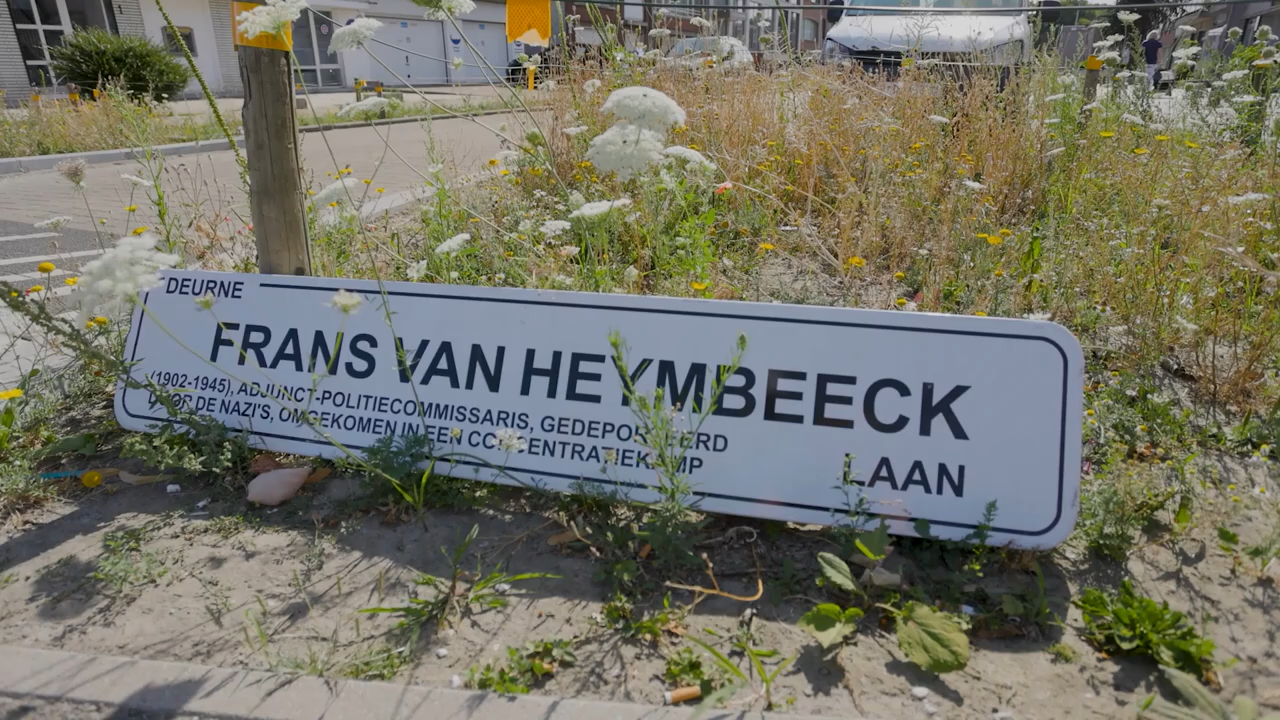 DEURNE
FRANS VAN HEYMBEECK
(1902-1945), ADJUNCT-POLITIECOMMISSARIS, GEDEPORTEERD
DOOR DE NAZI'S, OMGEKOMEN IN EEN CONCENTRATIEKAMP
LAAN